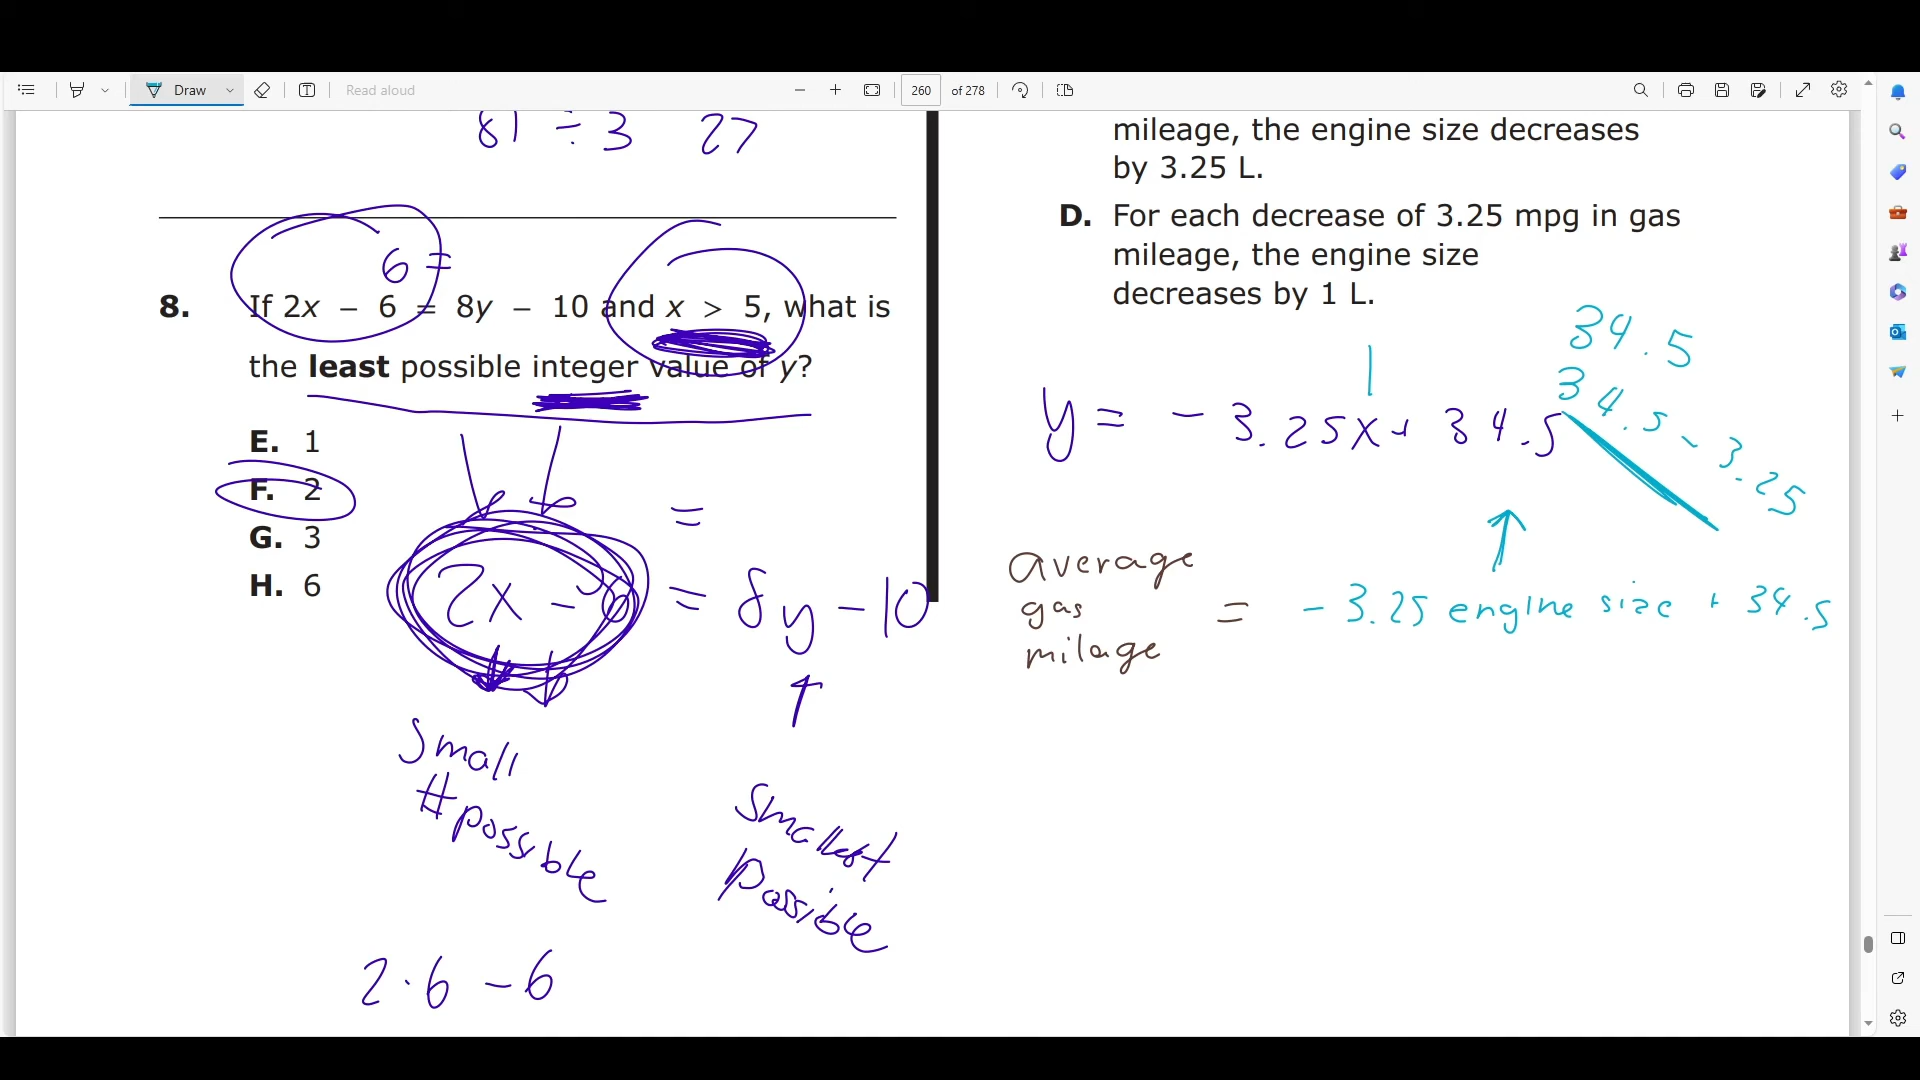 Draw
Read aloud
260 of 278
81 ÷ 3 27
6 =
8. If 2x – 6 = 8y – 10 and x > 5, what is
the least possible integer value of y?
E. 1
F. 2
G. 3
H. 6
=
2x - 6 = 8y - 10
Small
# possible
Smallest
possible
2 · 6 - 6
mileage, the engine size decreases
by 3.25 L.
D. For each decrease of 3.25 mpg in gas
mileage, the engine size
decreases by 1 L.
34.5
1
34.5 - 3.25
y = - 3.25x + 34.5
average
gas
milage
= - 3.25 engine size + 34.5